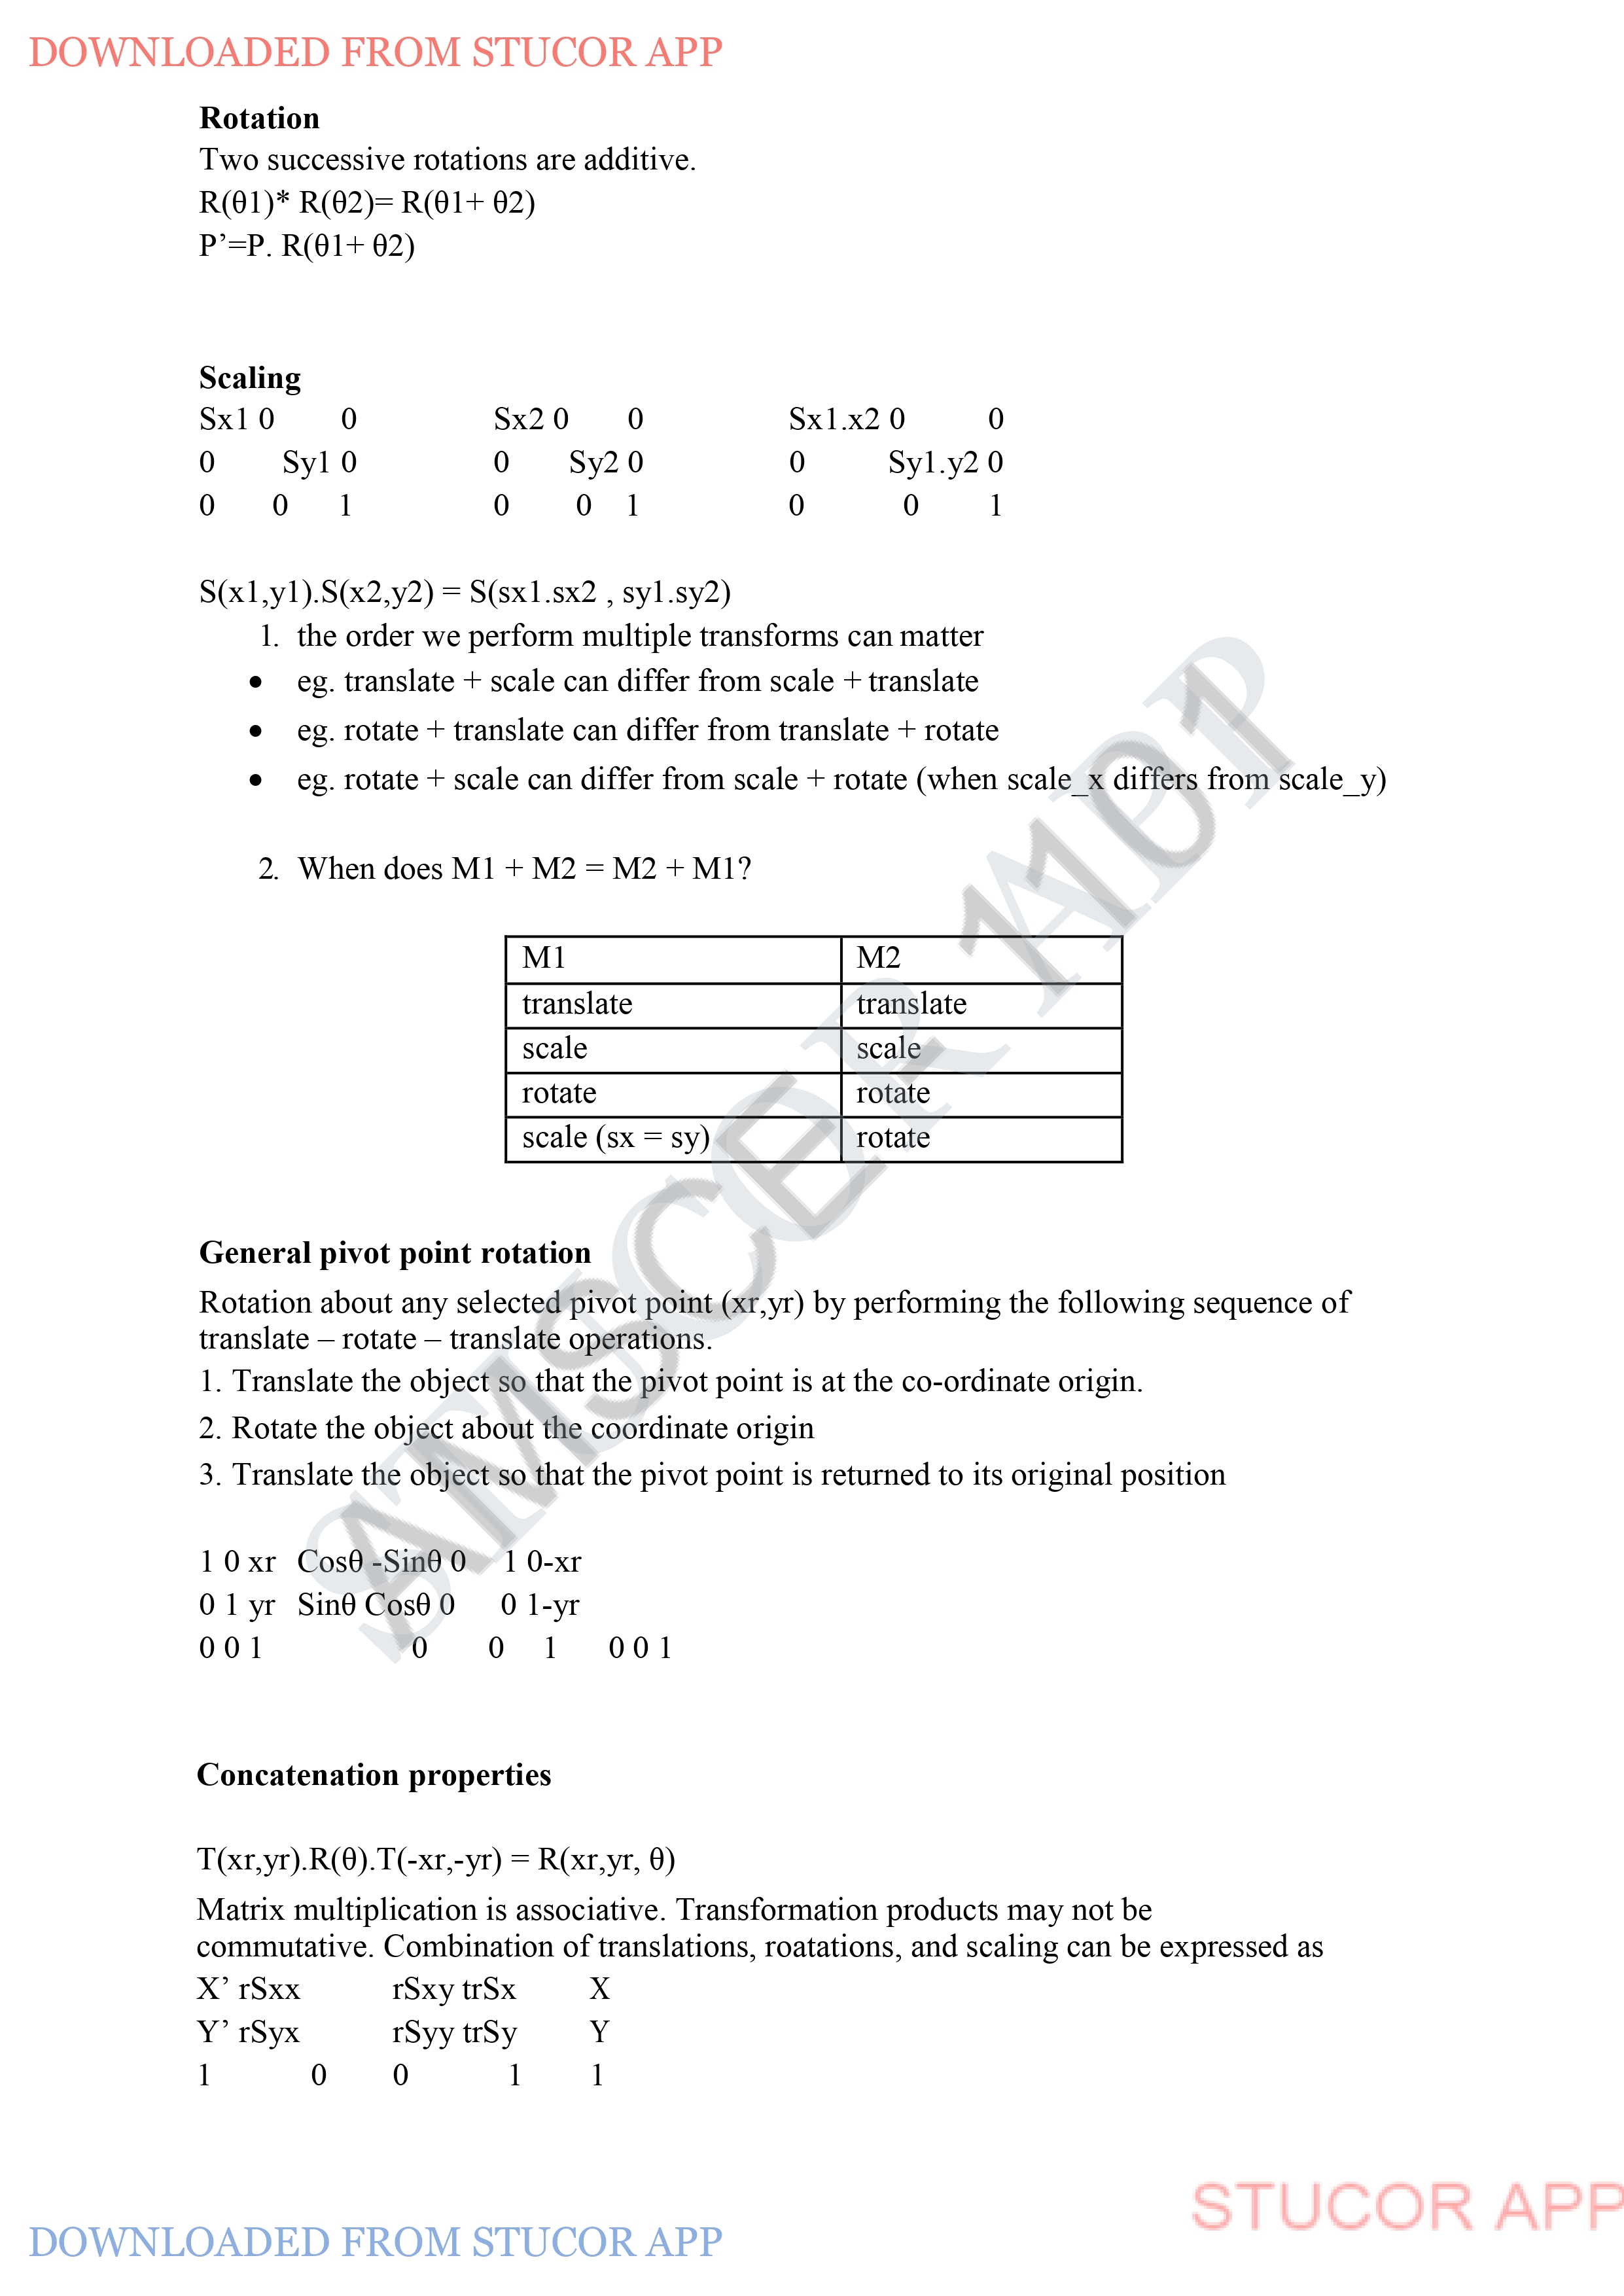 DOWNLOADED FROM STUCOR APP
Rotation
Two successive rotations are additive.
R(θ1)* R(θ2)= R(θ1+ θ2)
P’=P. R(θ1+ θ2)
Scaling
Sx1 0 0 Sx2 0 0 Sx1.x2 0 0
0 Sy1 0 0 Sy2 0 0 Sy1.y2 0
0 0 1 0 0 1 0 0 1
S(x1,y1).S(x2,y2) = S(sx1.sx2 , sy1.sy2)
1. the order we perform multiple transforms can matter
• eg. translate + scale can differ from scale + translate
• eg. rotate + translate can differ from translate + rotate
• eg. rotate + scale can differ from scale + rotate (when scale_x differs from scale_y)
2. When does M1 + M2 = M2 + M1?
M1 M2
translate translate
scale scale
rotate rotate
scale (sx = sy) rotate
General pivot point rotation
Rotation about any selected pivot point (xr,yr) by performing the following sequence of
translate – rotate – translate operations.
1. Translate the object so that the pivot point is at the co-ordinate origin.
2. Rotate the object about the coordinate origin
3. Translate the object so that the pivot point is returned to its original position
1 0 xr Cosθ -Sinθ 0 1 0-xr
0 1 yr Sinθ Cosθ 0 0 1-yr
0 0 1 0 0 1 0 0 1
Concatenation properties
T(xr,yr).R(θ).T(-xr,-yr) = R(xr,yr, θ)
Matrix multiplication is associative. Transformation products may not be
commutative. Combination of translations, roatations, and scaling can be expressed as
X’ rSxx rSxy trSx X
Y’ rSyx rSyy trSy Y
1 0 0 1 1
STUCOR APP
AMSCE-1101
STUCOR APP
DOWNLOADED FROM STUCOR APP